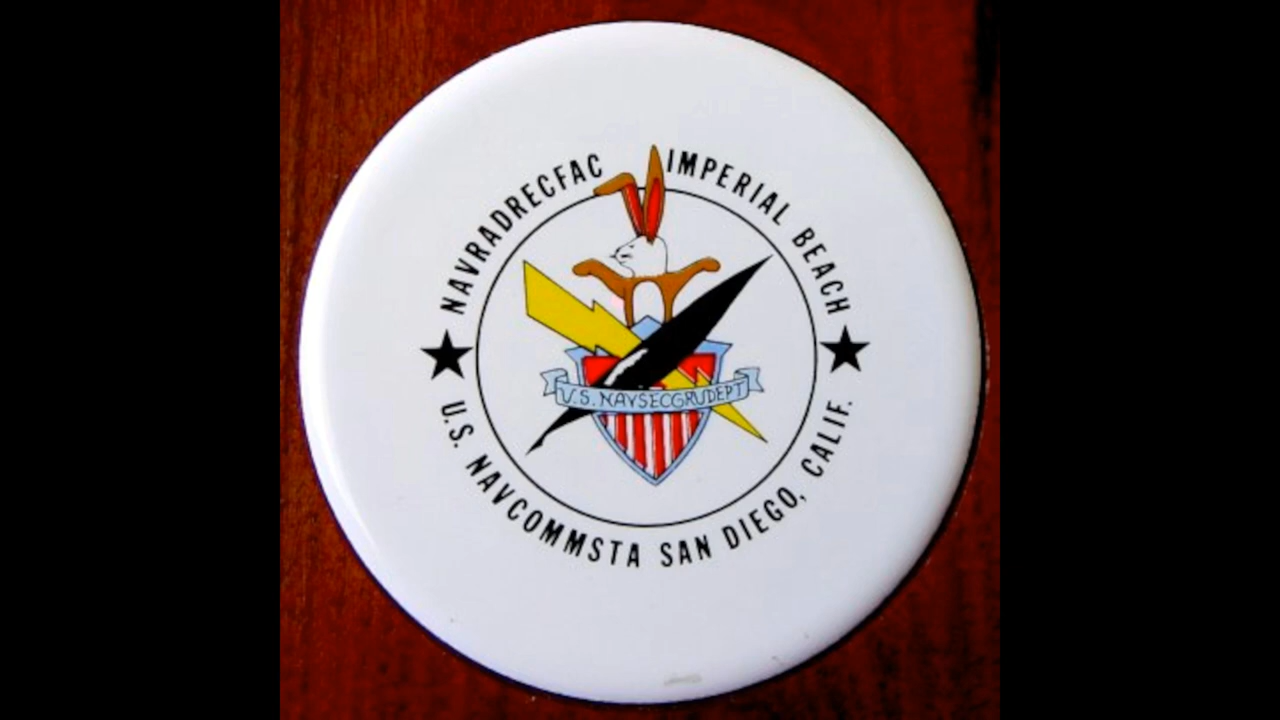 NAVRADRECFAC IMPERIAL BEACH
U.S. NAVSECGRUDEPT
U.S. NAVCOMMSTA SAN DIEGO, CALIF.